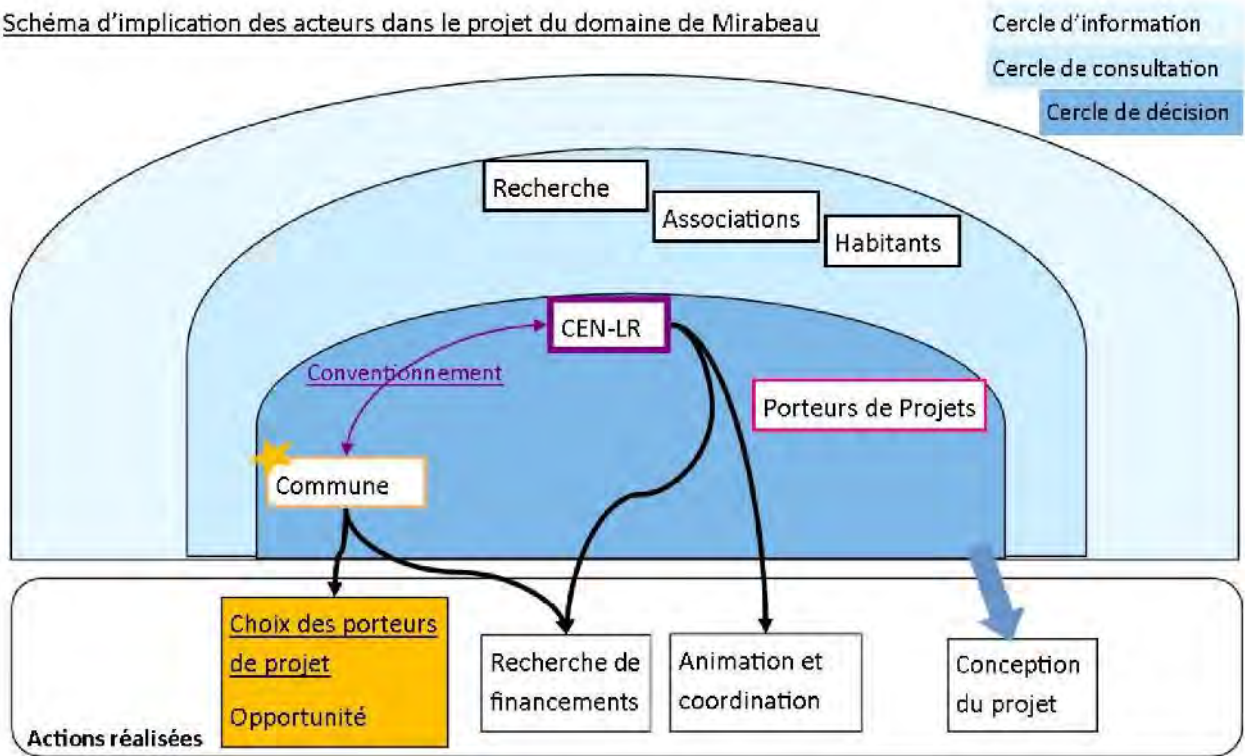 Schéma d'implication des acteurs dans le projet du domaine de Mirabeau
Cercle d'information
Cercle de consultation
Cercle de décision
Recherche
Associations
Habitants
CEN-LR
Conventionnement
Porteurs de Projets
Commune
Choix des porteurs
de projet
Opportunité
Recherche de
financements
Animation et
coordination
Conception
du projet
Actions réalisées